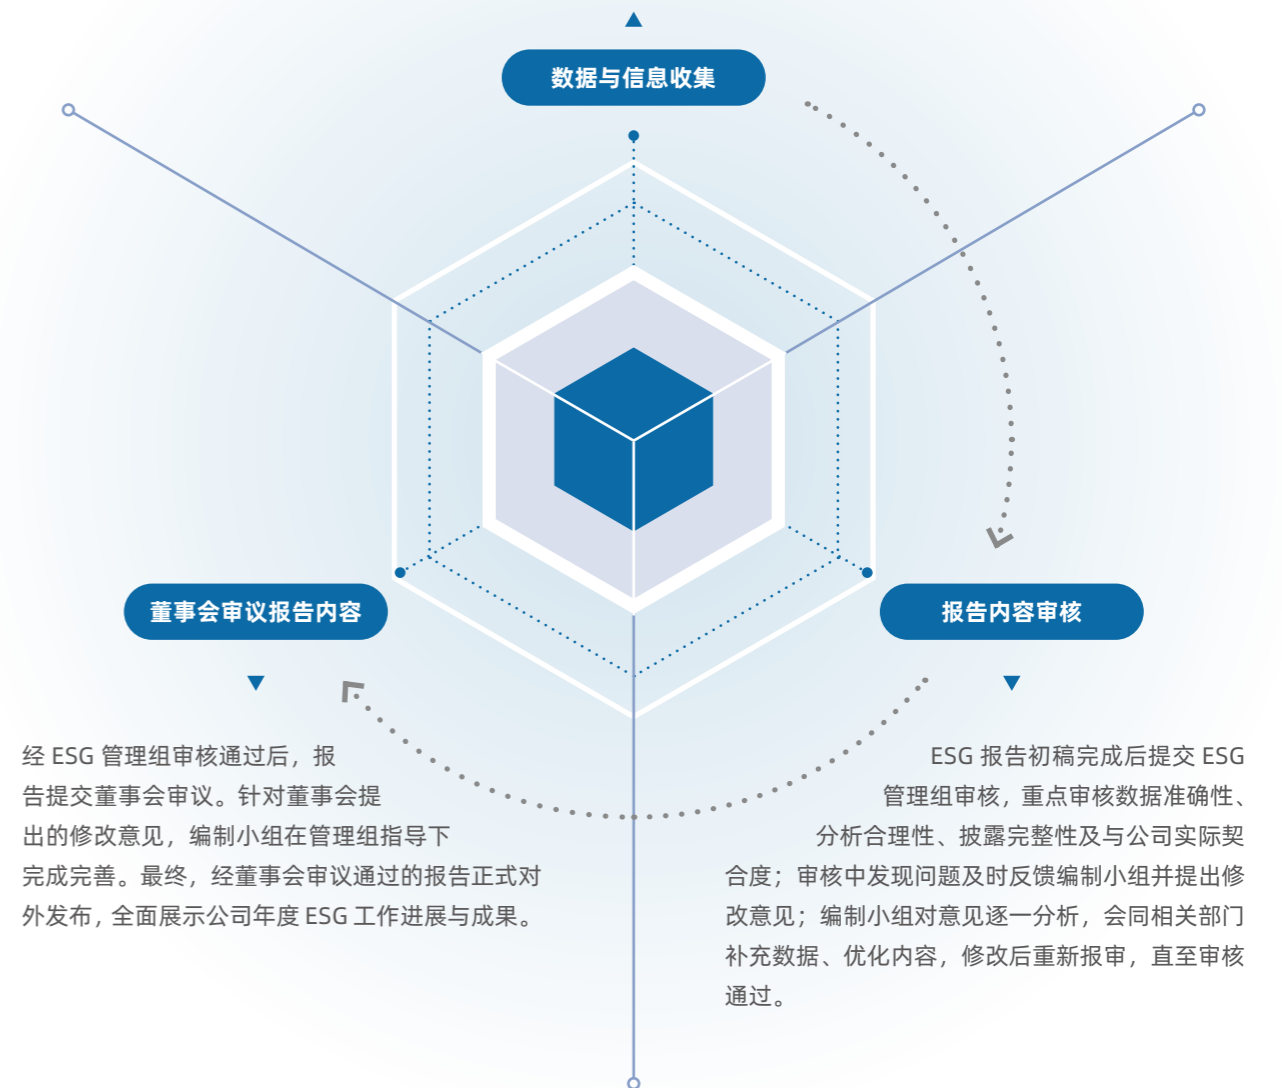 数据与信息收集
董事会审议报告内容
经 ESG 管理组审核通过后，报
告提交董事会审议。针对董事会提
出的修改意见，编制小组在管理组指导下
完成完善。最终，经董事会审议通过的报告正式对
外发布，全面展示公司年度 ESG 工作进展与成果。
报告内容审核
ESG 报告初稿完成后提交 ESG
管理组审核，重点审核数据准确性、
分析合理性、披露完整性及与公司实际契
合度；审核中发现问题及时反馈编制小组并提出修
改意见；编制小组对意见逐一分析，会同相关部门
补充数据、优化内容，修改后重新报审，直至审核
通过。